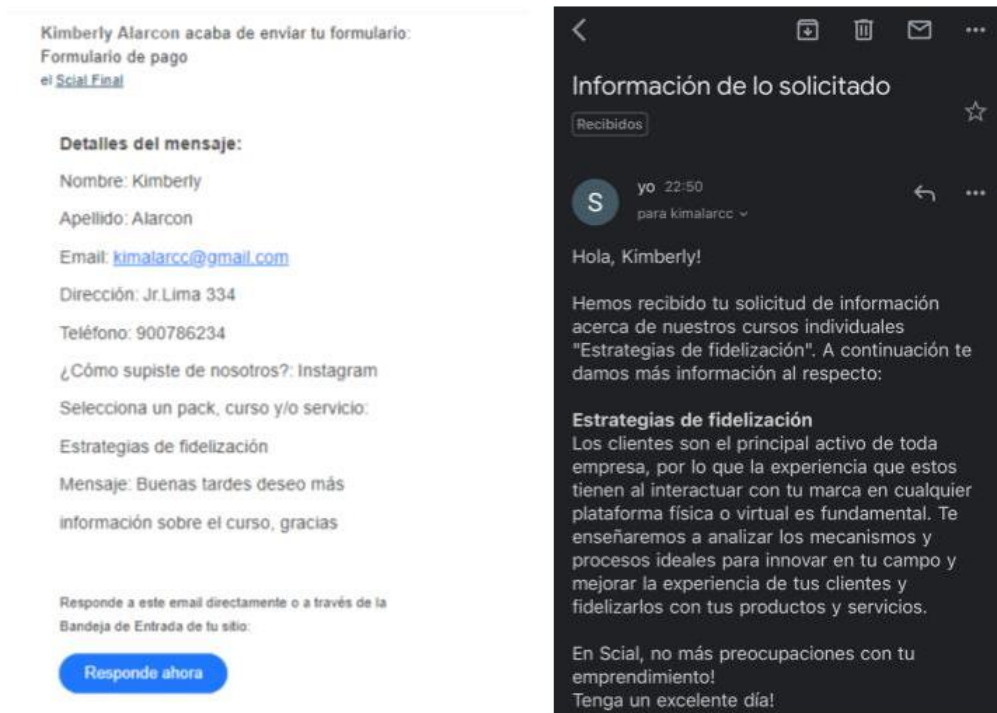 Kimberly Alarcon acaba de enviar tu formulario:
Formulario de pago
el Scial Final
Detalles del mensaje:
Nombre: Kimberly
Apellido: Alarcon
Email: kimalarcc@gmail.com
Dirección: Jr.Lima 334
Teléfono: 900786234
¿Cómo supiste de nosotros?: Instagram
Selecciona un pack, curso y/o servicio:
Estrategias de fidelización
Mensaje: Buenas tardes deseo más
información sobre el curso, gracias
Responde a este email directamente o a través de la
Bandeja de Entrada de tu sitio:
Responde ahora
Información de lo solicitado
Recibidos
S
yo 22:50
para kimalarcc
Hola, Kimberly!
Hemos recibido tu solicitud de información
acerca de nuestros cursos individuales
"Estrategias de fidelización". A continuación te
damos más información al respecto:
Estrategias de fidelización
Los clientes son el principal activo de toda
empresa, por lo que la experiencia que estos
tienen al interactuar con tu marca en cualquier
plataforma física o virtual es fundamental. Te
enseñaremos a analizar los mecanismos y
procesos ideales para innovar en tu campo y
mejorar la experiencia de tus clientes y
fidelizarlos con tus productos y servicios.
En Scial, no más preocupaciones con tu
emprendimiento!
Tenga un excelente día!